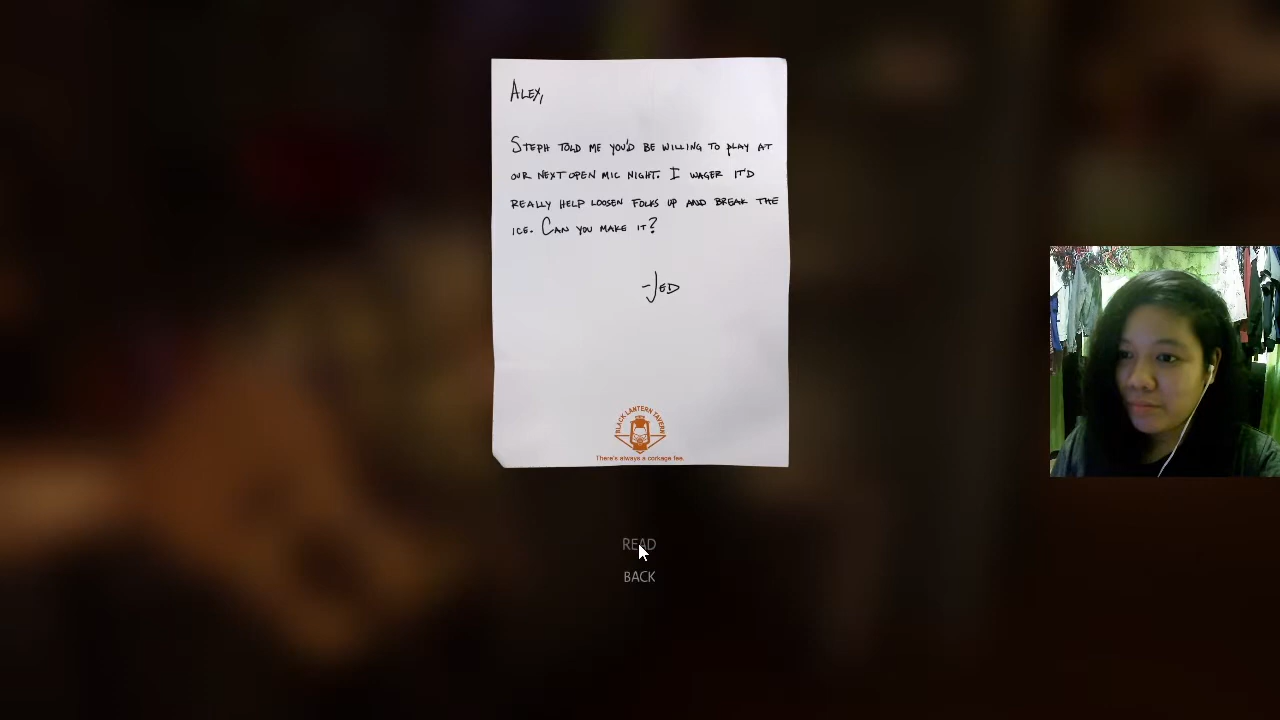 Alex,
Steph told me you'd be willing to play at
our next open mic night. I wager it'd
really help loosen folks up and break the
ice. Can you make it?
-Jed
BLACK LANTERN TAVERN
There's always a corkage fee.
READ
BACK